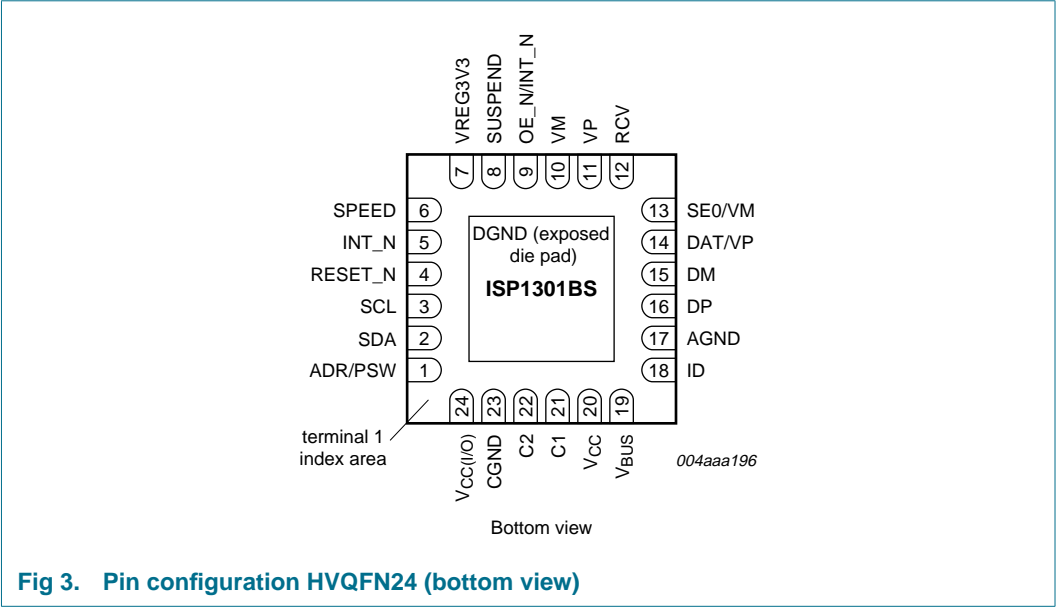 VREG3V3
SUSPEND
OE_N/INT_N
VM
VP
RCV
7
8
9
10
11
12
SPEED 6
INT_N 5
RESET_N 4
SCL 3
SDA 2
ADR/PSW 1
DGND (exposed
die pad)
ISP1301BS
13 SE0/VM
14 DAT/VP
15 DM
16 DP
17 AGND
18 ID
24
23
22
21
20
19
VCC(I/O)
CGND
C2
C1
VCC
VBUS
terminal 1
index area
004aaa196
Bottom view
Fig 3. Pin configuration HVQFN24 (bottom view)